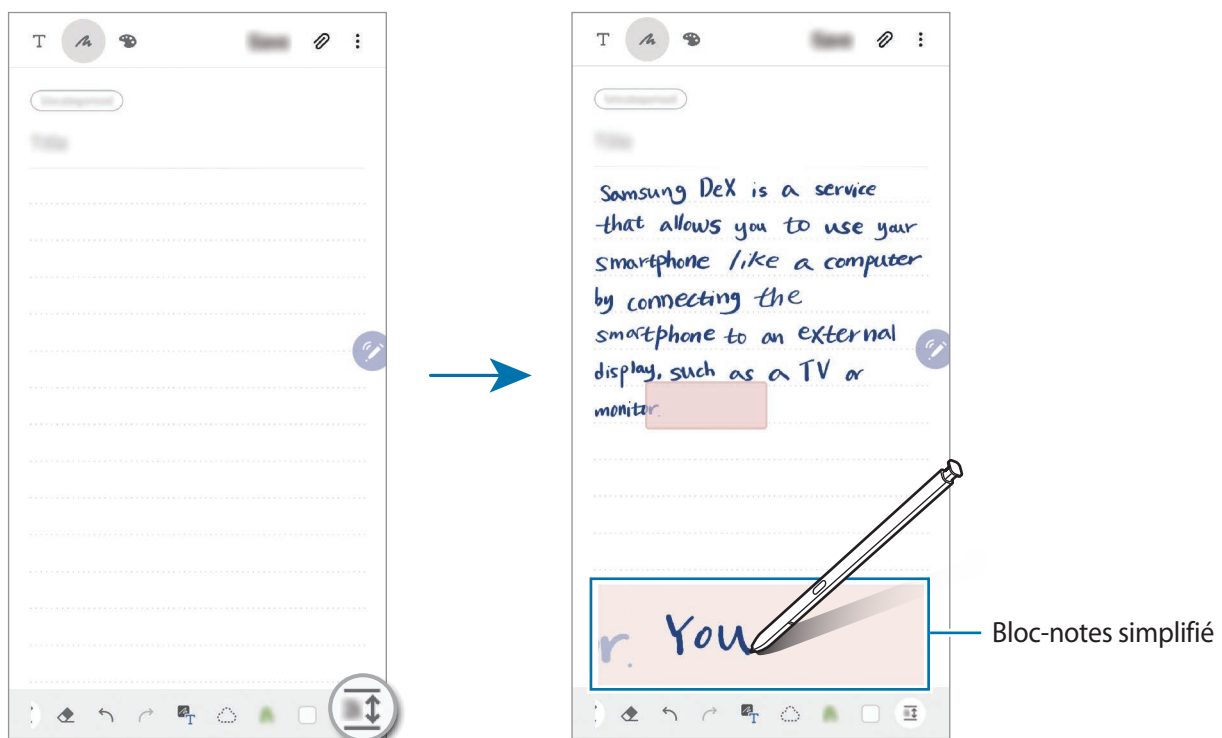 T
T
Samsung DeX is a service
that allows you to use your
smartphone like a computer
by connecting the
smartphone to an external
display, such as a TV or
monitor.
r. You
Bloc-notes simplifié